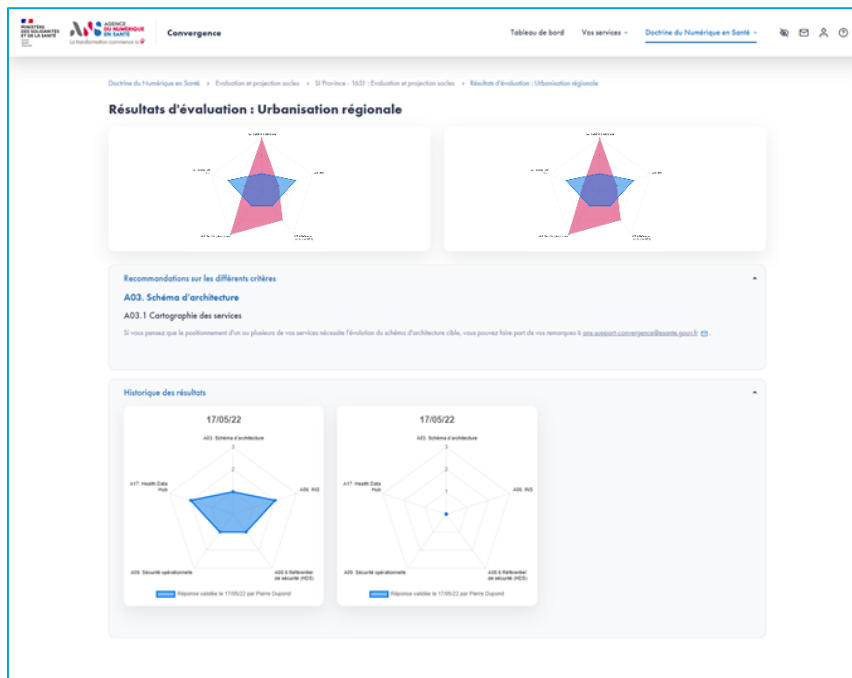 MINISTÈRE
DES SOLIDARITÉS
ET DE LA SANTÉ
AGENCE
DU NUMÉRIQUE
EN SANTÉ
La transformation commence ici
Convergence
Tableau de bord
Vos services
Doctrine du Numérique en Santé
Doctrine du Numérique en Santé > Evaluation et projection socles > SI Province - 1631 : Evaluation et projection socles > Résultats d'évaluation : Urbanisation régionale
Résultats d'évaluation : Urbanisation régionale
Recommandations sur les différents critères
A03. Schéma d'architecture
A03.1 Cartographie des services
Si vous pensez que le positionnement d'un ou plusieurs de vos services nécessite l'évolution du schéma d'architecture cible, vous pouvez faire part de vos remarques à ans-support-convergence@esante.gouv.fr .
Historique des résultats
17/05/22
A03. Schéma d'architecture
3
2
A17. Health Data
Hub
A06. INS
A09. Sécurité opérationnelle
A08.6 Référentiel
de sécurité (HDS)
Réponse validée le 17/05/22 par Pierre Dupond
17/05/22
A03. Schéma d'architecture
3
2
1
A17. Health Data
Hub
A06. INS
A09. Sécurité opérationnelle
A08.6 Référentiel
de sécurité (HDS)
Réponse validée le 17/05/22 par Pierre Dupond